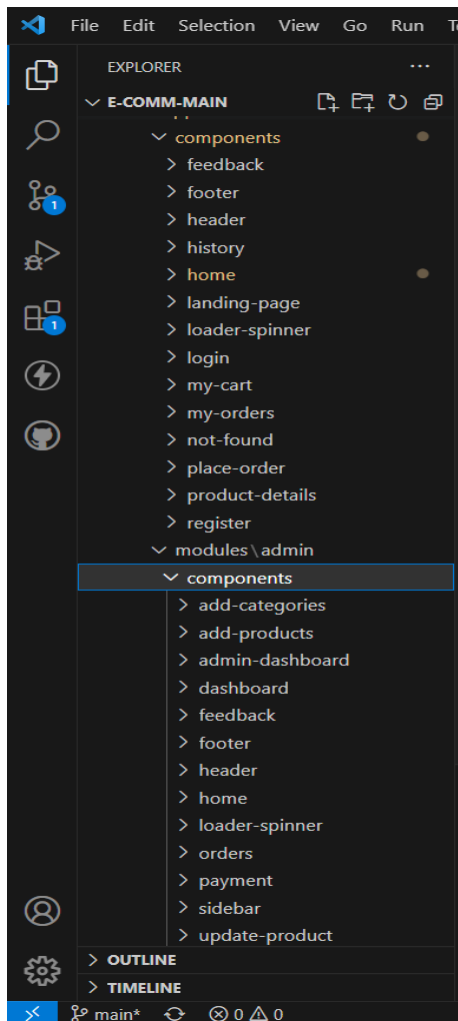 File Edit Selection View Go Run
EXPLORER ...
E-COMM-MAIN
components
feedback
footer
header
history
home
landing-page
loader-spinner
login
my-cart
my-orders
not-found
place-order
product-details
register
modules\admin
components
add-categories
add-products
admin-dashboard
dashboard
feedback
footer
header
home
loader-spinner
orders
payment
sidebar
update-product
OUTLINE
TIMELINE
main* 0 0
1
1